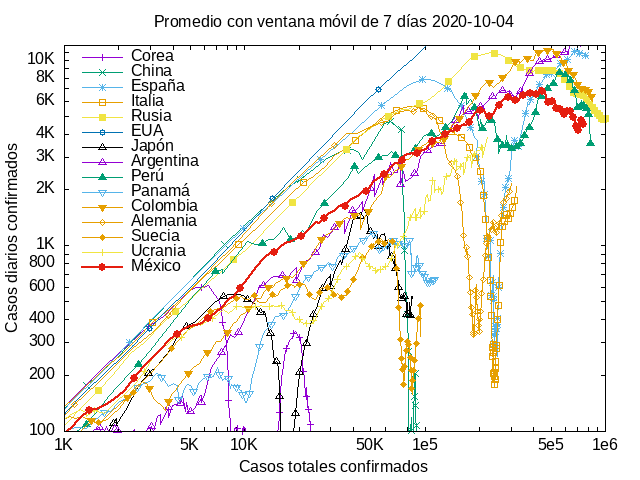 Promedio con ventana móvil de 7 días 2020-10-04
Casos diarios confirmados
10K
8K
6K
4K
3K
2K
1K
800
600
400
300
200
100
Corea
China
España
Italia
Rusia
EUA
Japón
Argentina
Perú
Panamá
Colombia
Alemania
Suecia
Ucrania
México
1K 5K 10K 50K 1e5 5e5 1e6
Casos totales confirmados